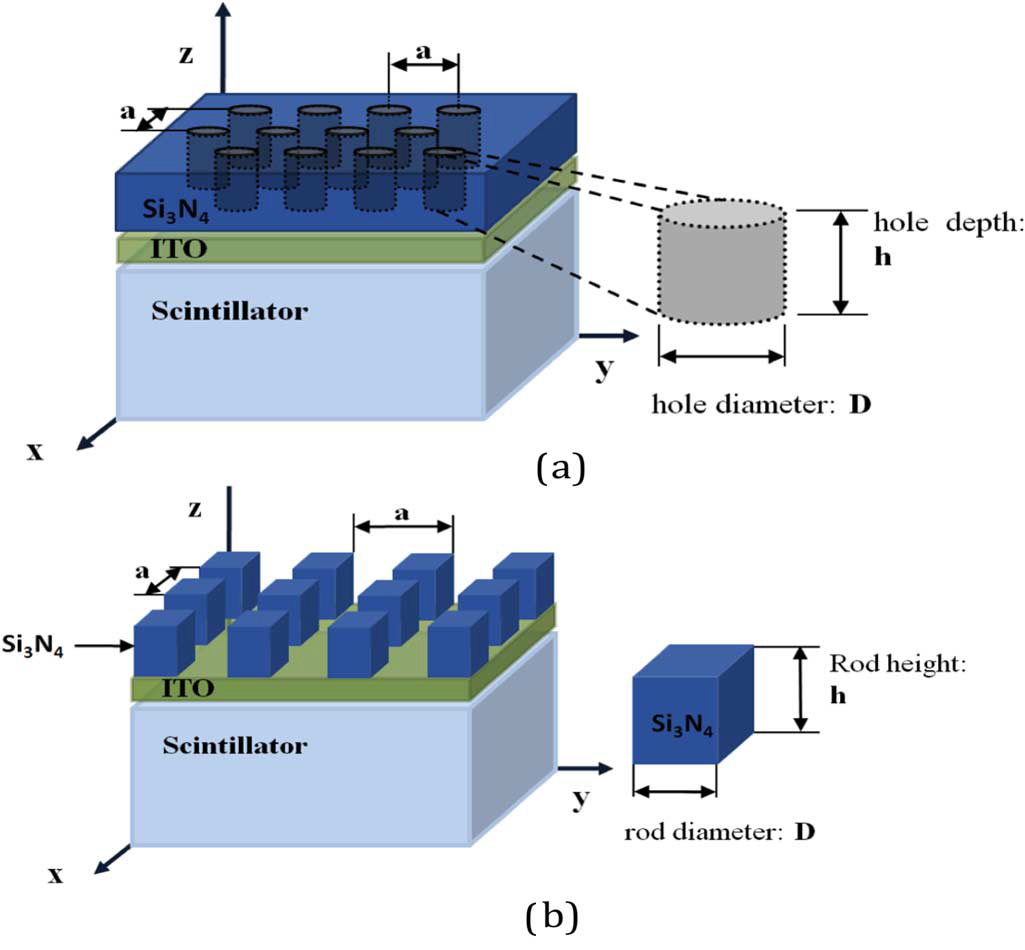 z
a
a
Si₃N₄
ITO
Scintillator
hole depth:
h
y
hole diameter: D
x
(a)
z
a
a
Si₃N₄
ITO
Scintillator
Rod height:
h
Si₃N₄
y
rod diameter: D
x
(b)